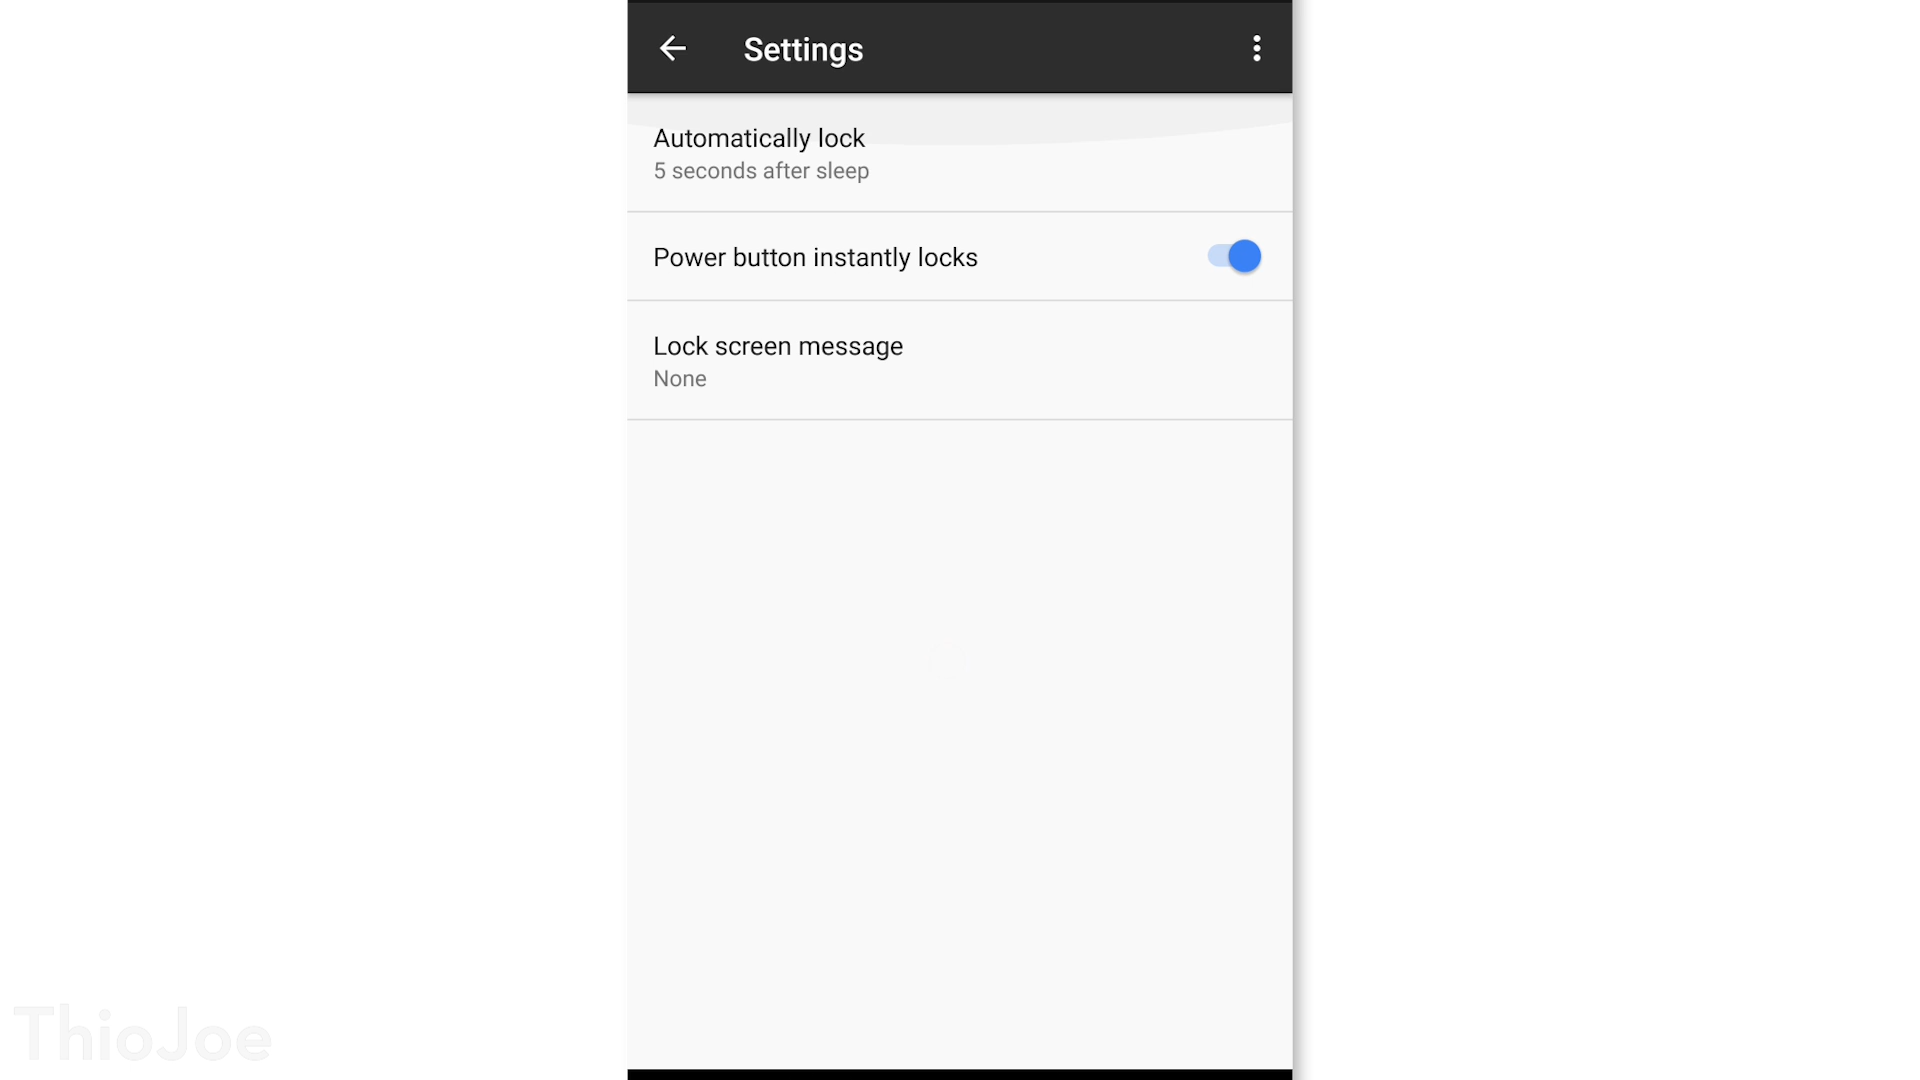 Settings
Automatically lock
5 seconds after sleep
Power button instantly locks
Lock screen message
None
ThioJoe